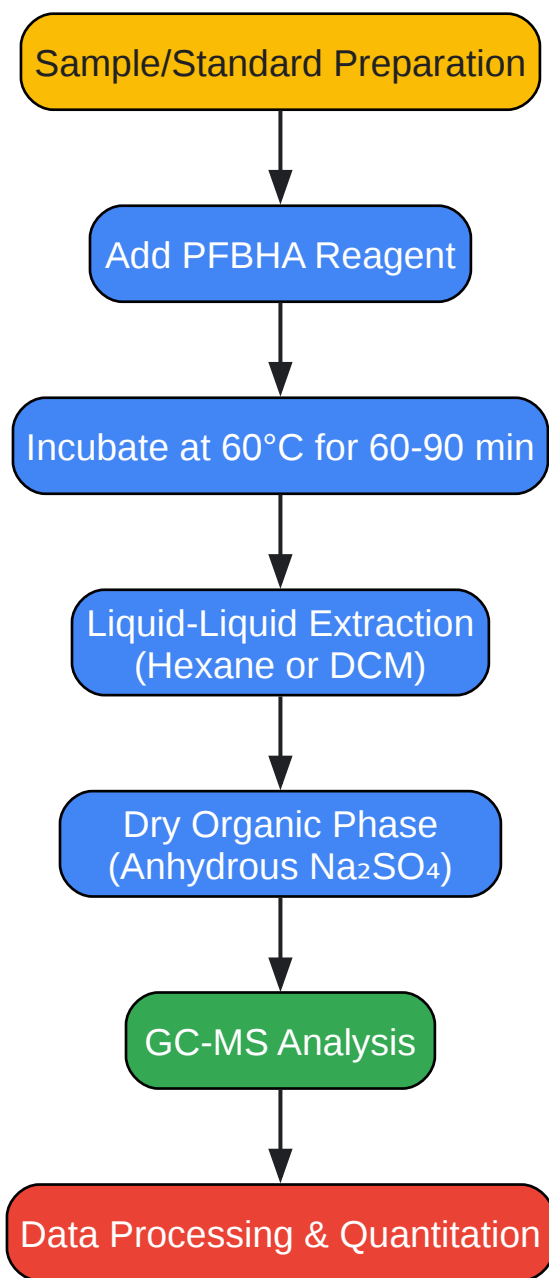 Sample/Standard Preparation
Add PFBHA Reagent
Incubate at 60°C for 60-90 min
Liquid-Liquid Extraction
(Hexane or DCM)
Dry Organic Phase
(Anhydrous Na₂SO₄)
GC-MS Analysis
Data Processing & Quantitation